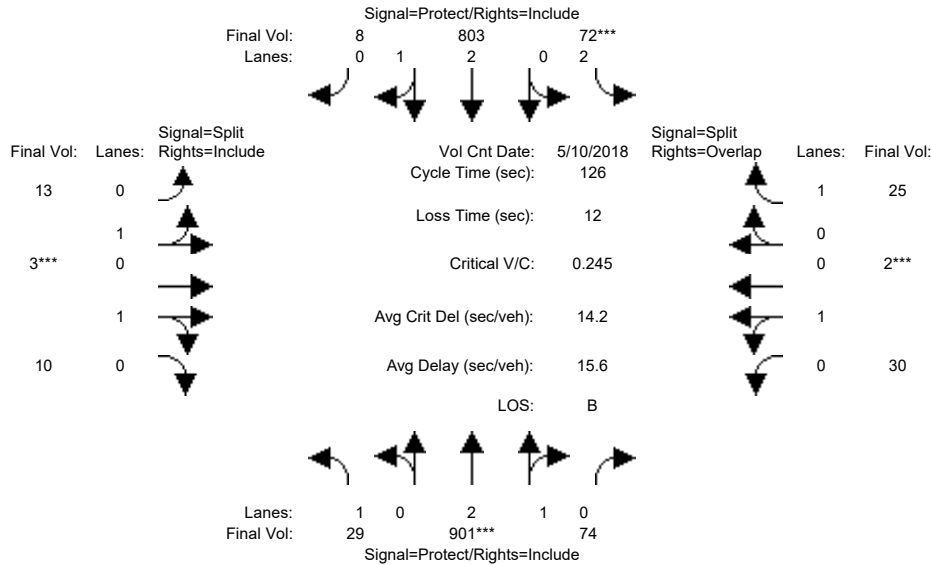 Signal=Protect/Rights=Include
Final Vol: 8 803 72***
Lanes: 0 1 2 0 2
Signal=Split
Final Vol: Lanes: Rights=Include
Vol Cnt Date: 5/10/2018
Signal=Split
Rights=Overlap Lanes: Final Vol:
Cycle Time (sec): 126
13 0
1 25
Loss Time (sec): 12
1
0
3*** 0
Critical V/C: 0.245
0 2***
1
Avg Crit Del (sec/veh): 14.2
1
10 0
Avg Delay (sec/veh): 15.6
0 30
LOS: B
Lanes: 1 0 2 1 0
Final Vol: 29 901*** 74
Signal=Protect/Rights=Include